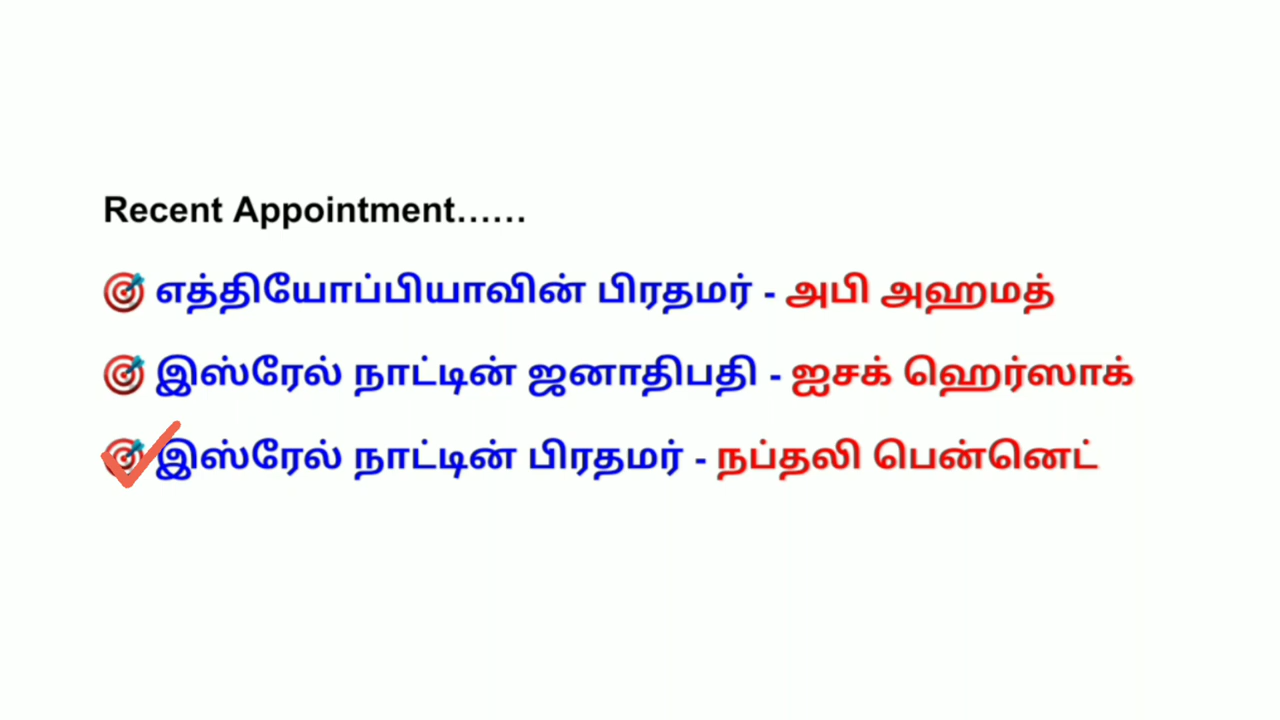 Recent Appointment......
🎯 எத்தியோப்பியாவின் பிரதமர் - அபி அஹமத்
🎯 இஸ்ரேல் நாட்டின் ஜனாதிபதி - ஐசக் ஹெர்ஸாக்
🎯 இஸ்ரேல் நாட்டின் பிரதமர் - நப்தலி பென்னெட்